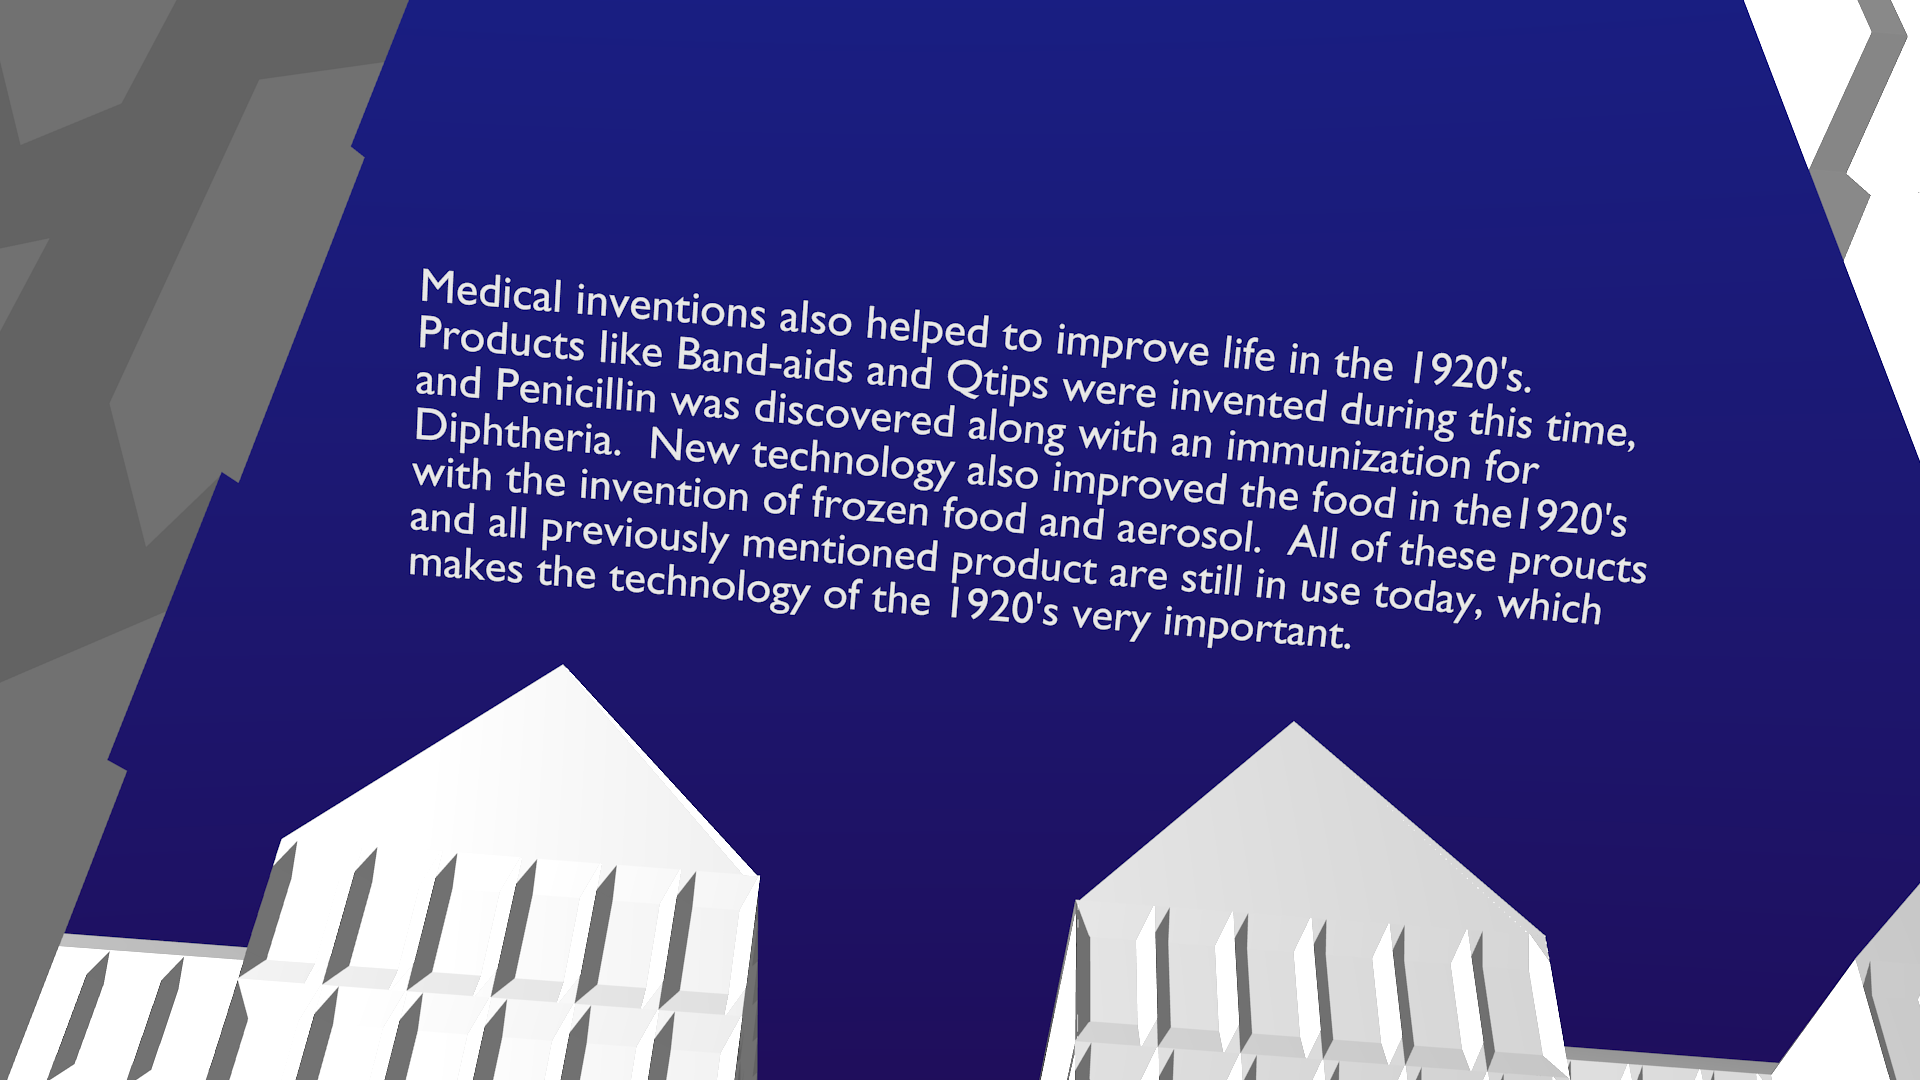 Medical inventions also helped to improve life in the 1920's.
Products like Band-aids and Qtips were invented during this time,
and Penicillin was discovered along with an immunization for
Diphtheria.  New technology also improved the food in the1920's
with the invention of frozen food and aerosol.  All of these proucts
and all previously mentioned product are still in use today, which
makes the technology of the 1920's very important.